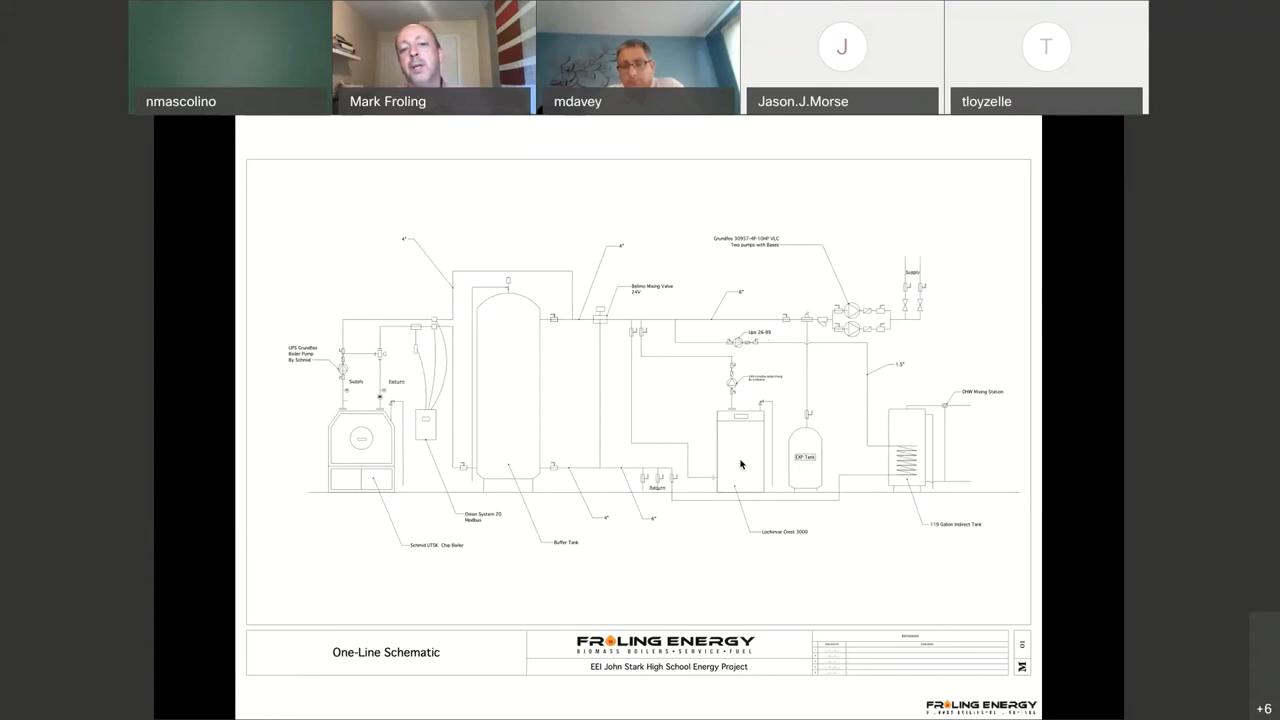 nmascolino
Mark Froling
mdavey
Jason.J.Morse
tloyzelle
J
T
4"
4"
Grundfos 30957-4P-10HP VLC
Two pumps with Bases
Supply
Belimo Mixing Valve
24V
6"
Ups 26-99
UPS Grundfos
Boiler Pump
By Schmid
Supply
Return
1.5"
DHW Mixing Station
EXP Tank
Return
4"
6"
Onion System 20
Modbus
Schmid UTSK Chip Boiler
Buffer Tank
Lochinvar Crest 3000
119 Gallon Indirect Tank
One-Line Schematic
FROLING ENERGY
BIOMASS BOILERS•SERVICE•FUEL
EEI John Stark High School Energy Project
01
M
FROLING ENERGY
+6